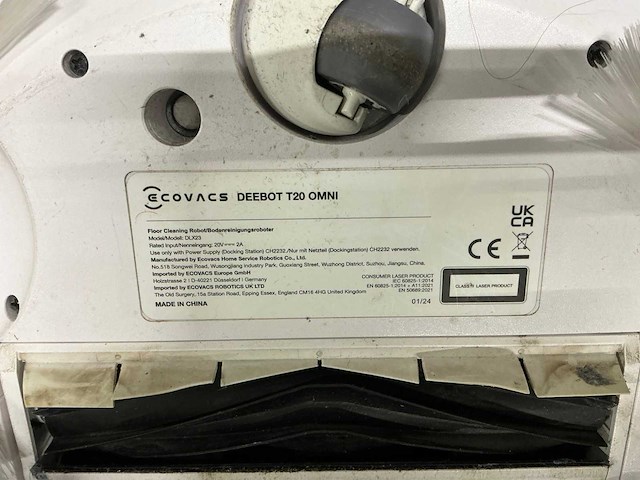 ECOVACS DEEBOT T20 OMNI
Floor Cleaning Robot/Bodenreinigungsroboter
Model/Modell: DLX23
Rated Input/Nenneingang: 20V⎓ 2A
Use only with Power Supply (Docking Station) CH2232 /Nur mit Netzteil (Dockingstation) CH2232 verwenden.
Manufactured by Ecovacs Home Service Robotics Co., Ltd.
No.518 Songwei Road, Wusongjiang Industry Park, Guoxiang Street, Wuzhong District, Suzhou, Jiangsu, China.
Imported by ECOVACS Europe GmbH
Holzstrasse 2 I D-40221 Düsseldorf I Germany
Imported by ECOVACS ROBOTICS UK LTD
The Old Surgery, 15a Station Road, Epping Essex, England CM16 4HG United Kingdom
MADE IN CHINA
CONSUMER LASER PRODUCT
IEC 60825-1:2014
EN 60825-1:2014 + A11:2021
EN 50689:2021
01/24
UK
CA
CE
CLASS 1 LASER PRODUCT